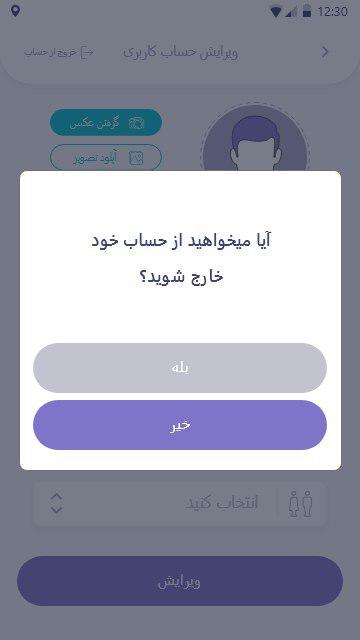 12:30
ویرایش حساب کاربری
خروج از حساب
گرفتن عکس
آپلود تصویر
آیا میخواهید از حساب خود
خارج شوید؟
بله
خیر
انتخاب کنید
ویرایش